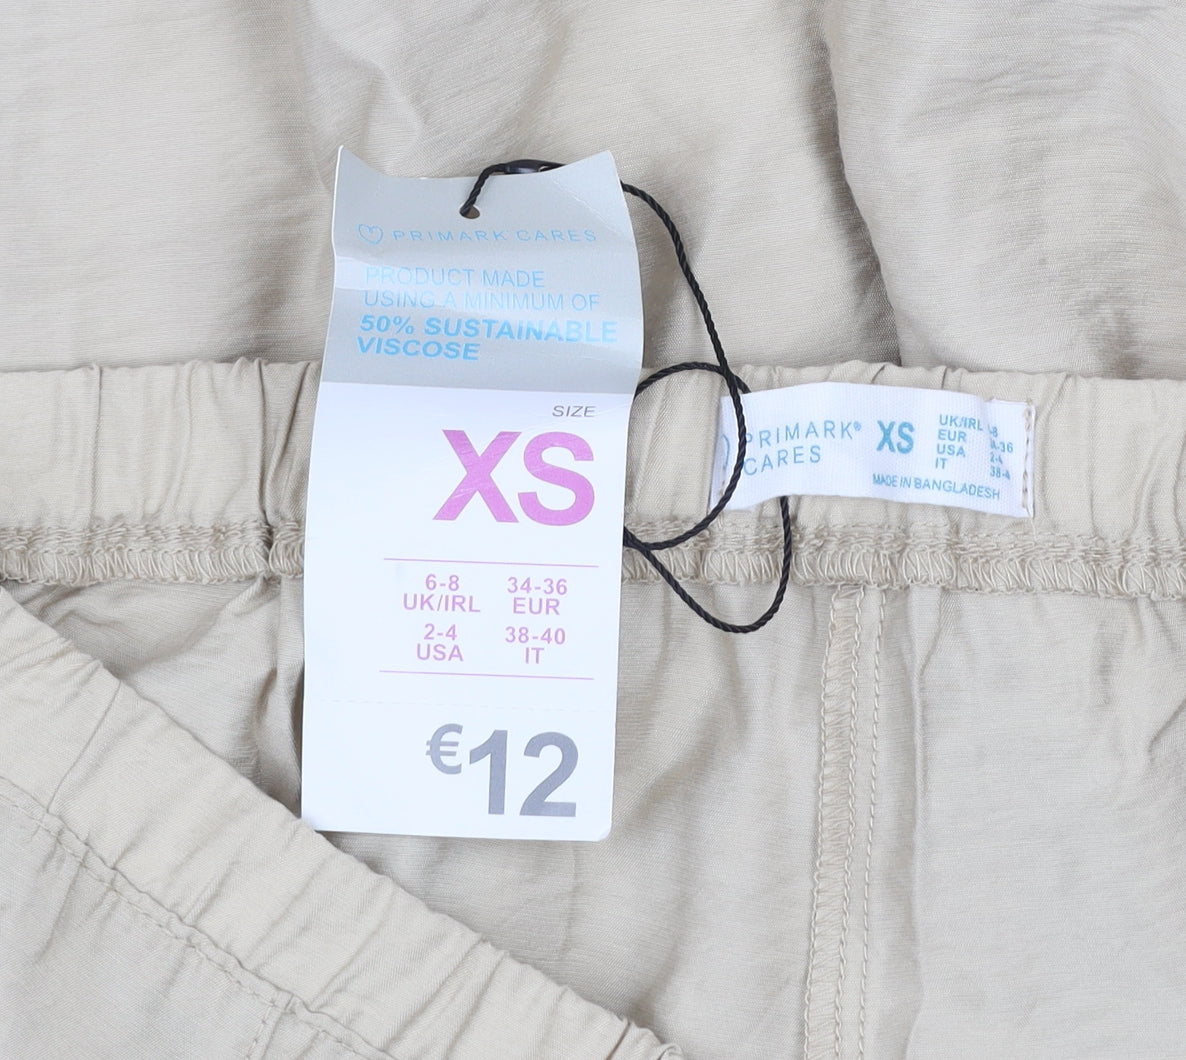 PRIMARK CARES
PRODUCT MADE
USING A MINIMUM OF
50% SUSTAINABLE
VISCOSE
SIZE
XS
6-8 34-36
UK/IRL EUR
2-4 38-40
USA IT
€12
PRIMARK®
CARES
XS
UK/IRL
EUR
USA
IT
MADE IN BANGLADESH